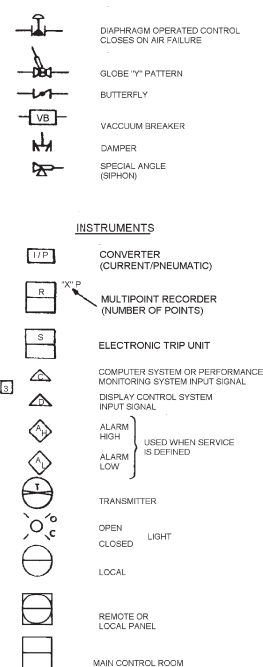 DIAPHRAGM OPERATED CONTROL
CLOSES ON AIR FAILURE
GLOBE "Y" PATTERN
BUTTERFLY
VB
VACCUUM BREAKER
DAMPER
SPECIAL ANGLE
(SIPHON)
INSTRUMENTS
I/P
CONVERTER
(CURRENT/PNEUMATIC)
R
"X" P
MULTIPOINT RECORDER
(NUMBER OF POINTS)
S
ELECTRONIC TRIP UNIT
C
COMPUTER SYSTEM OR PERFORMANCE
MONITORING SYSTEM INPUT SIGNAL
3
D
DISPLAY CONTROL SYSTEM
INPUT SIGNAL
AH
ALARM
HIGH
USED WHEN SERVICE
IS DEFINED
AL
ALARM
LOW
T
TRANSMITTER
O
C
OPEN
LIGHT
CLOSED
LOCAL
REMOTE OR
LOCAL PANEL
MAIN CONTROL ROOM